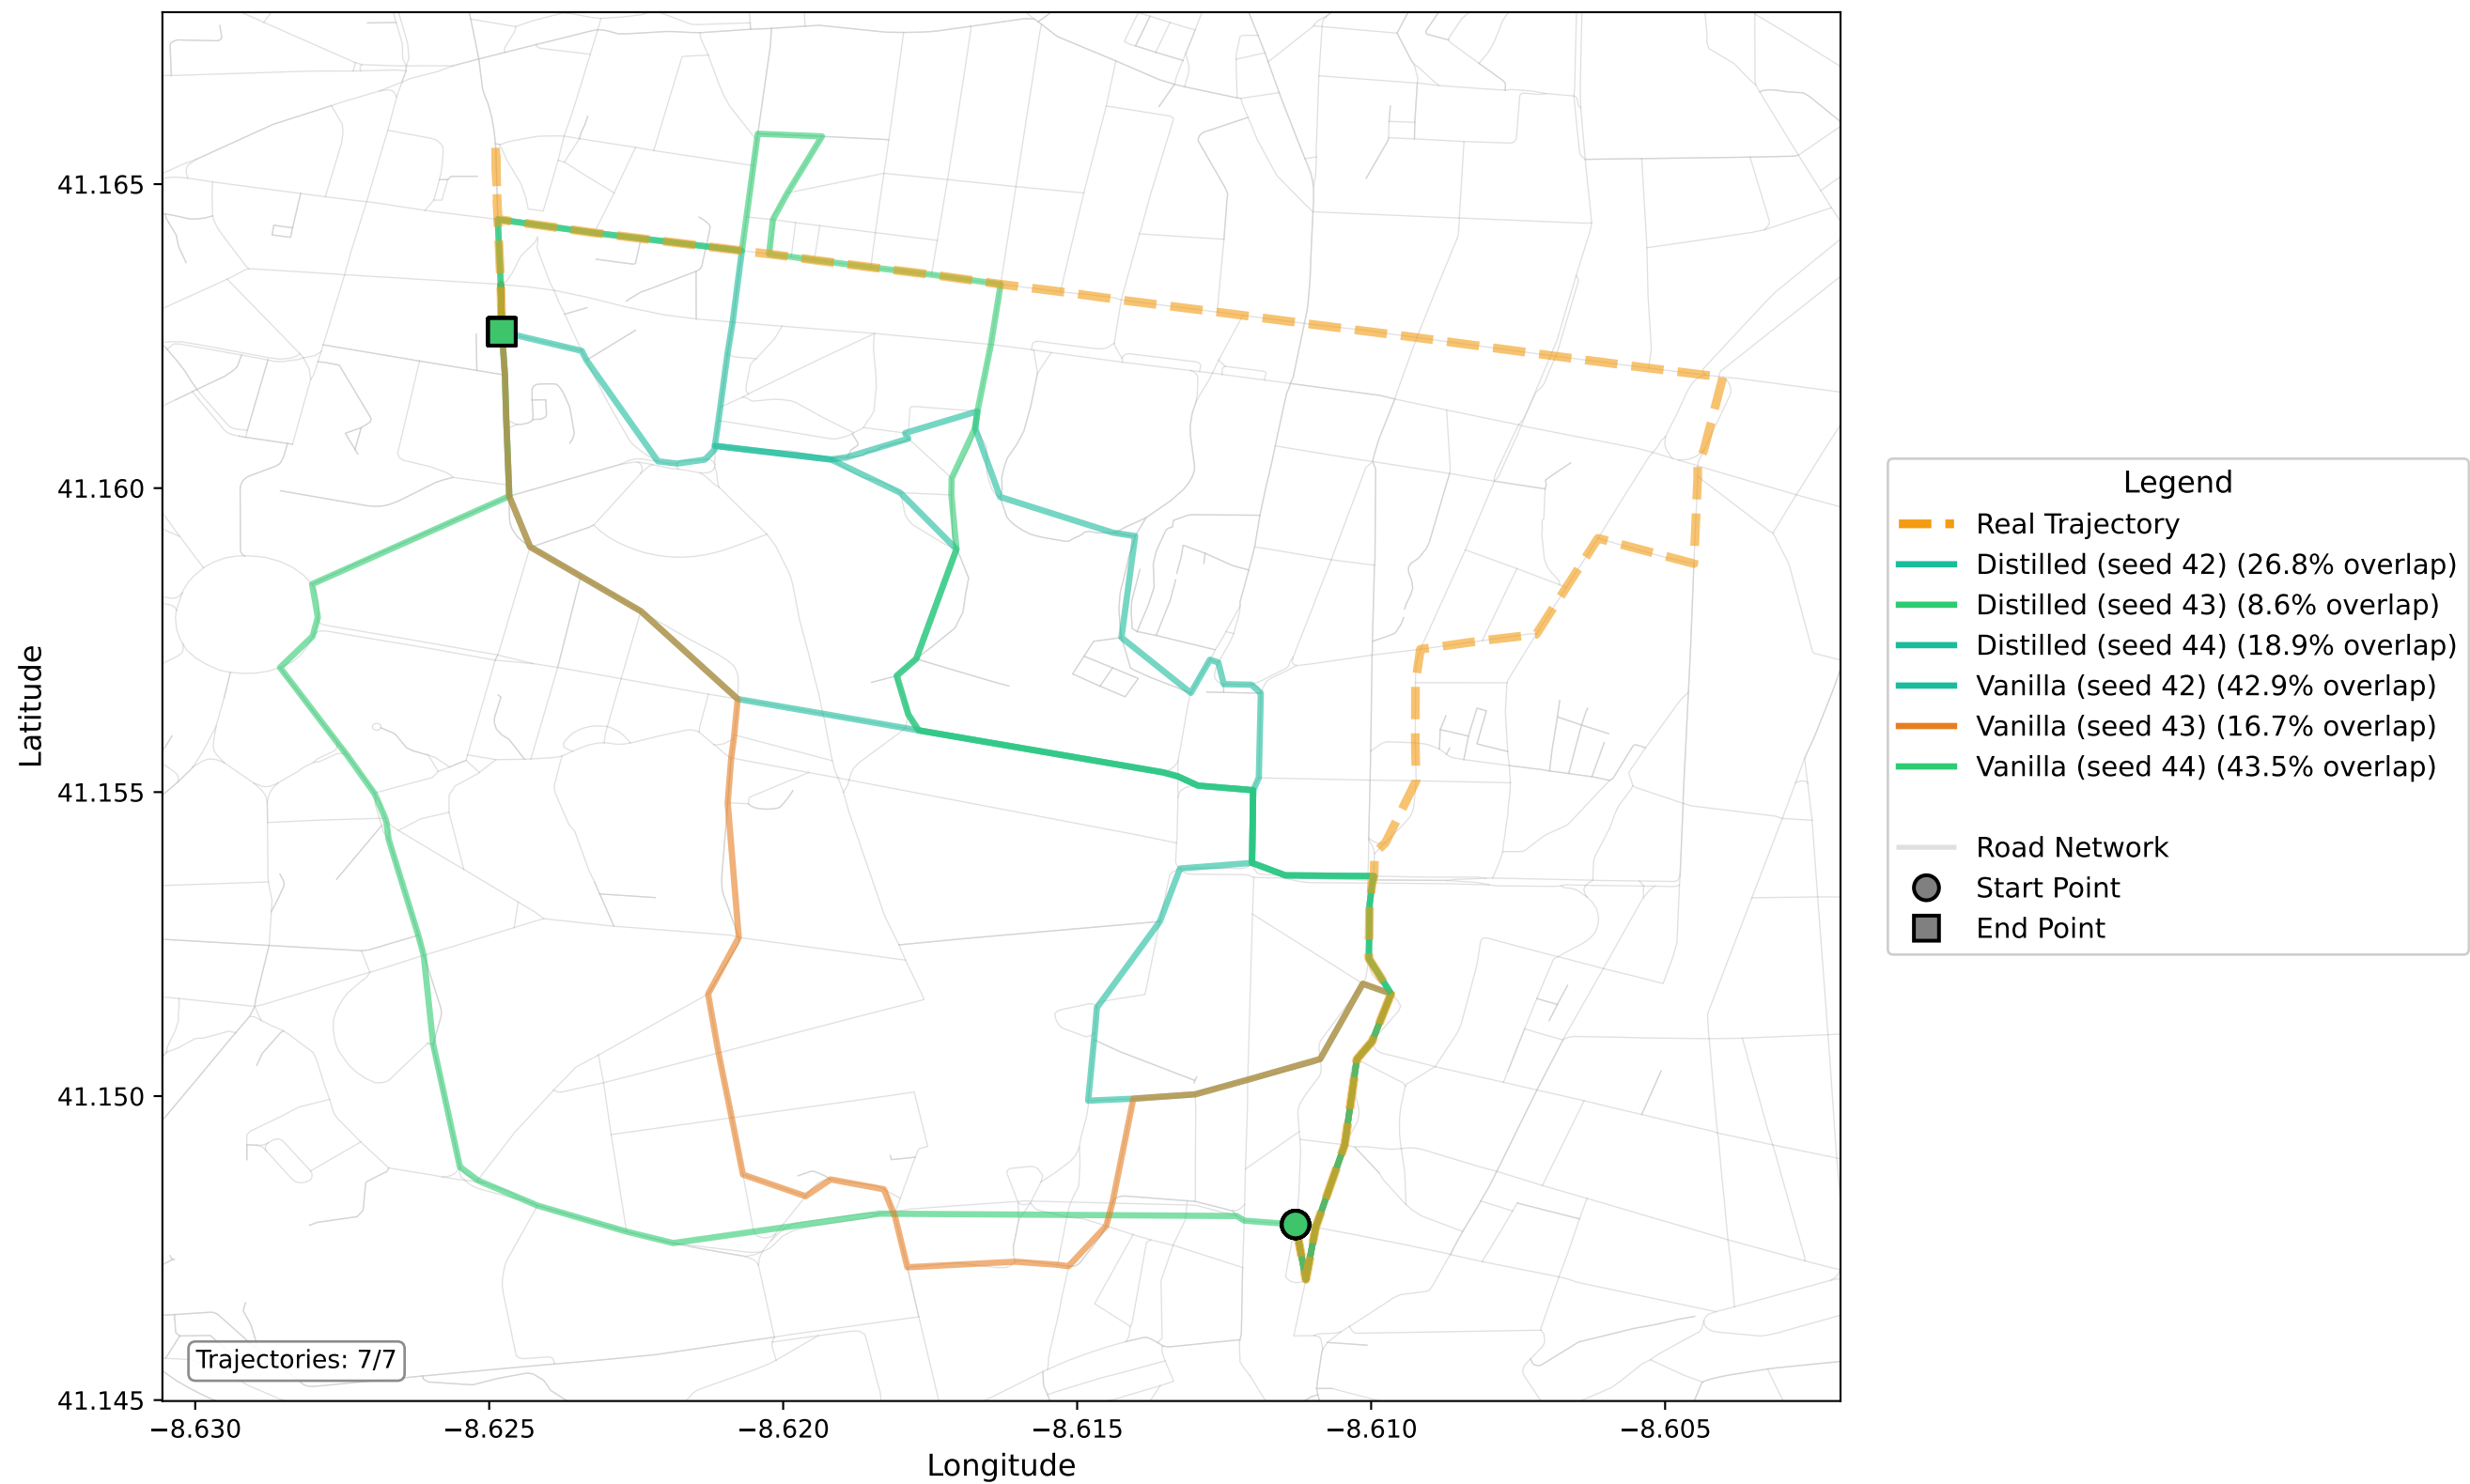 41.165
41.160
41.155
41.150
41.145
Latitude
−8.630
−8.625
−8.620
−8.615
−8.610
−8.605
Longitude
Trajectories: 7/7
Legend
Real Trajectory
Distilled (seed 42) (26.8% overlap)
Distilled (seed 43) (8.6% overlap)
Distilled (seed 44) (18.9% overlap)
Vanilla (seed 42) (42.9% overlap)
Vanilla (seed 43) (16.7% overlap)
Vanilla (seed 44) (43.5% overlap)
Road Network
Start Point
End Point